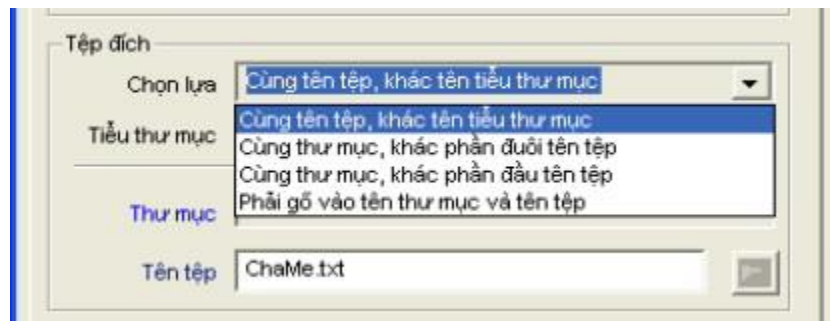 Tệp đích
Chọn lựa Cùng tên tệp, khác tên tiểu thư mục
Tiểu thư mục Cùng tên tệp, khác tên tiểu thư mục
Cùng thư mục, khác phần đuôi tên tệp
Cùng thư mục, khác phần đầu tên tệp
Thư mục Phải gố vào tên thư mục và tên tệp
Tên tệp ChaMe.txt